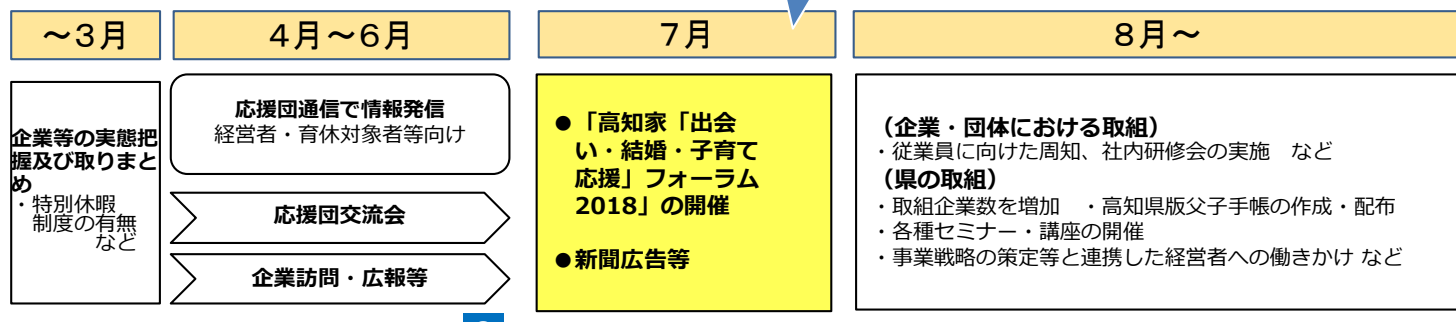 ～3月
4月～6月
7月
8月～
企業等の実態把
握及び取りまと
め
・特別休暇
制度の有無
など
応援団通信で情報発信
経営者・育休対象者等向け
応援団交流会
企業訪問・広報等
●「高知家「出会
い・結婚・子育て
応援」フォーラム
2018」の開催
●新聞広告等
（企業・団体における取組）
・従業員に向けた周知、社内研修会の実施　など
（県の取組）
・取組企業数を増加　・高知県版父子手帳の作成・配布
・各種セミナー・講座の開催
・事業戦略の策定等と連携した経営者への働きかけ など